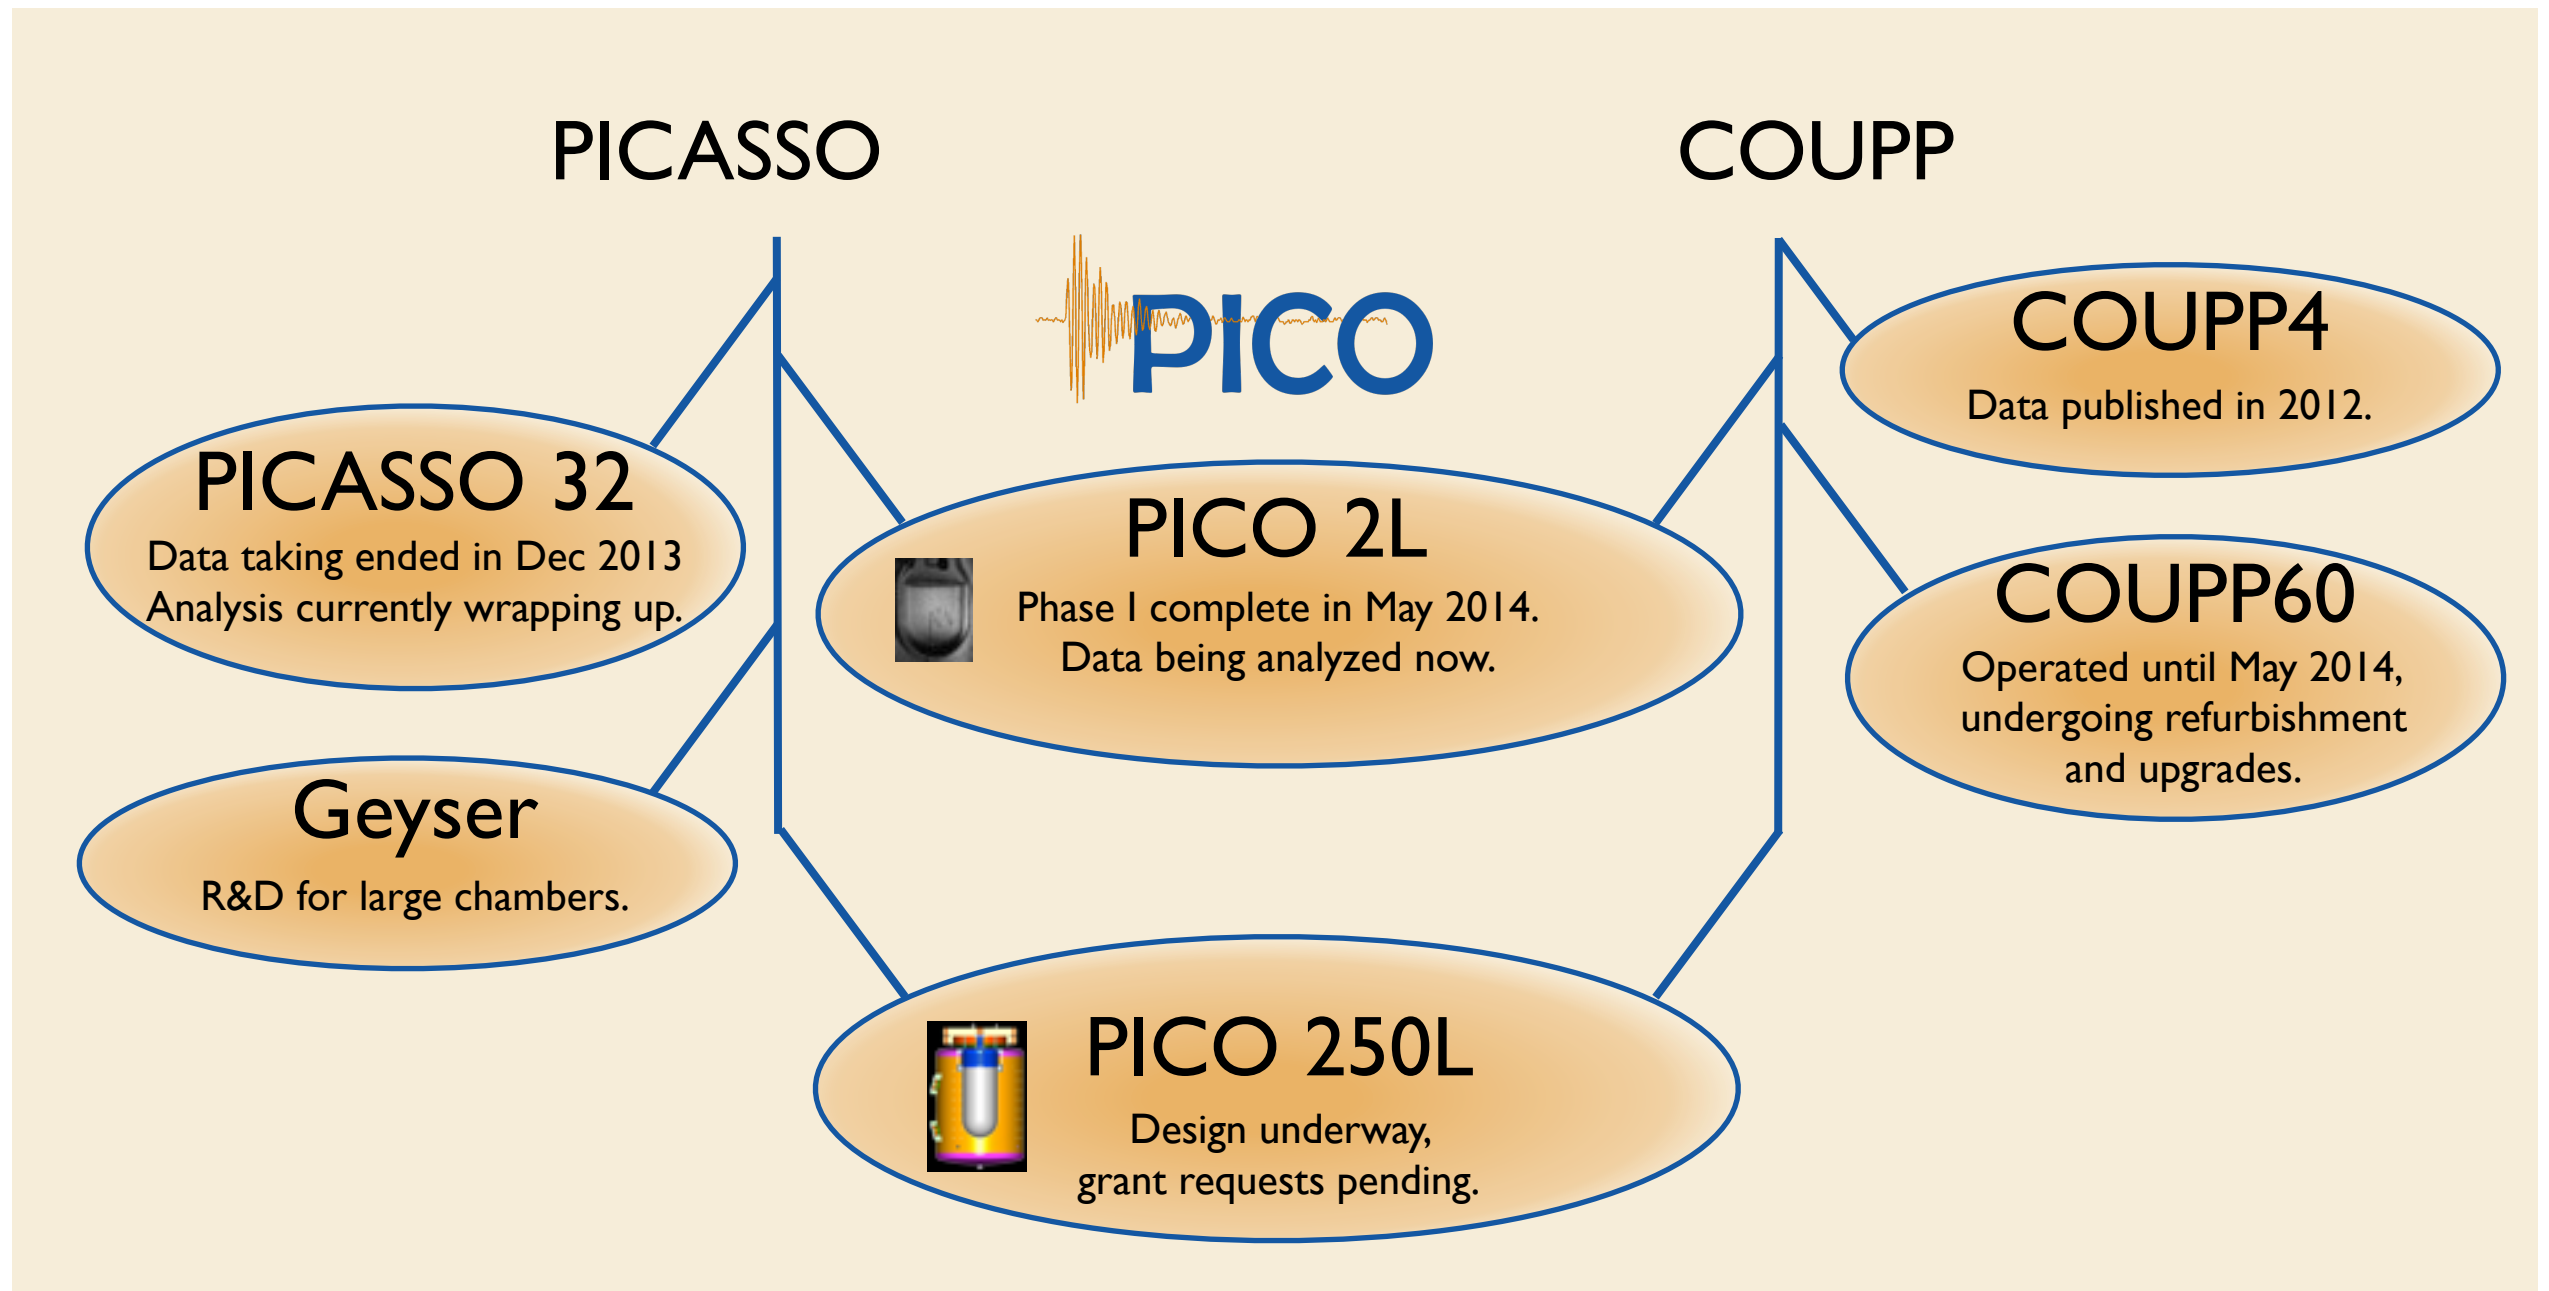 PICASSO
COUPP
PICO
COUPP4
Data published in 2012.
PICASSO 32
Data taking ended in Dec 2013
Analysis currently wrapping up.
PICO 2L
Phase I complete in May 2014.
Data being analyzed now.
COUPP60
Operated until May 2014,
undergoing refurbishment
and upgrades.
Geyser
R&D for large chambers.
PICO 250L
Design underway,
grant requests pending.